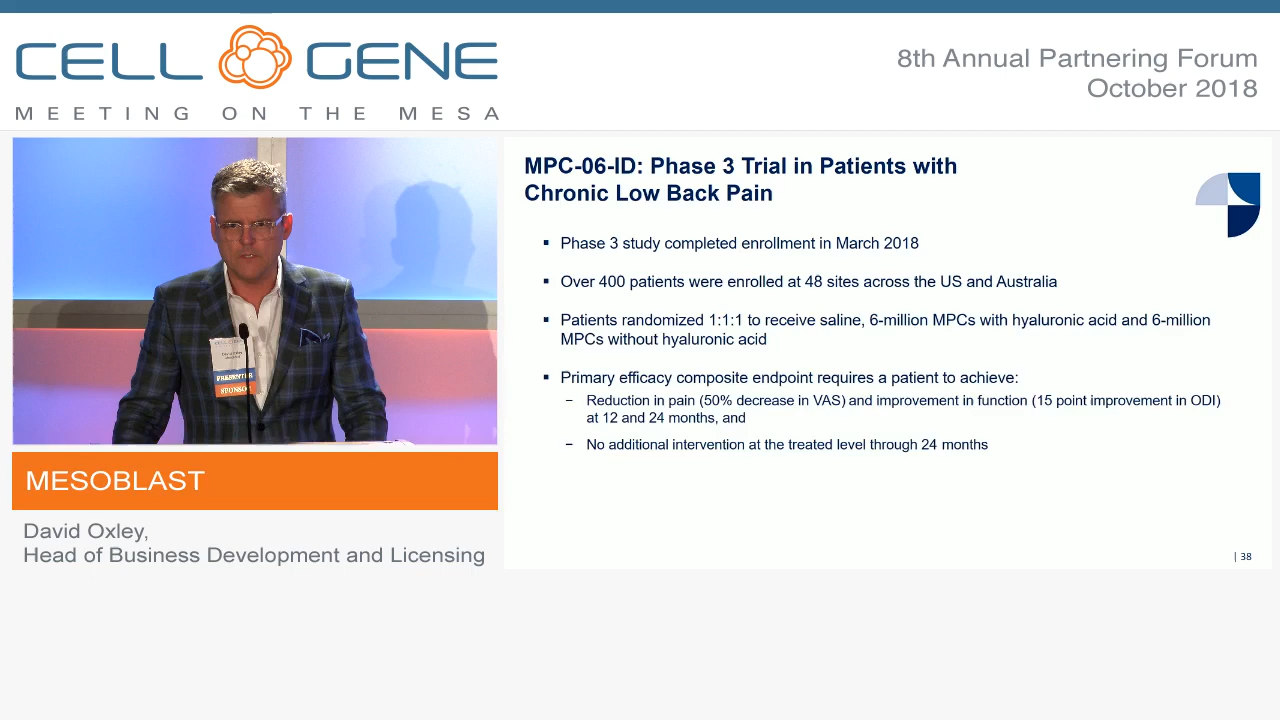 CELL GENE
MEETING ON THE MESA
8th Annual Partnering Forum
October 2018
PRESENTER
SPONSOR
MESOBLAST
David Oxley,
Head of Business Development and Licensing
MPC-06-ID: Phase 3 Trial in Patients with
Chronic Low Back Pain
▪ Phase 3 study completed enrollment in March 2018
▪ Over 400 patients were enrolled at 48 sites across the US and Australia
▪ Patients randomized 1:1:1 to receive saline, 6-million MPCs with hyaluronic acid and 6-million
MPCs without hyaluronic acid
▪ Primary efficacy composite endpoint requires a patient to achieve:
− Reduction in pain (50% decrease in VAS) and improvement in function (15 point improvement in ODI)
at 12 and 24 months, and
− No additional intervention at the treated level through 24 months
| 38